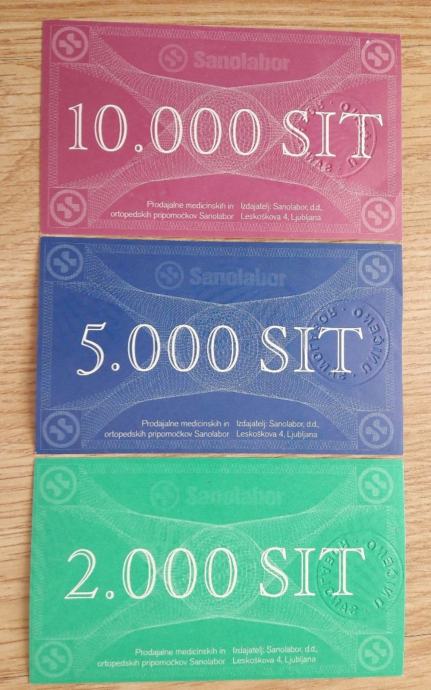 Sanolabor
10.000 SIT
Prodajalne medicinskih in Izdajatelj: Sanolabor, d.d.,
ortopedskih pripomočkov Sanolabor Leskoškova 4, Ljubljana
Sanolabor
5.000 SIT
Prodajalne medicinskih in Izdajatelj: Sanolabor, d.d.,
ortopedskih pripomočkov Sanolabor Leskoškova 4, Ljubljana
Sanolabor
2.000 SIT
Prodajalne medicinskih in Izdajatelj: Sanolabor, d.d.,
ortopedskih pripomočkov Sanolabor Leskoškova 4, Ljubljana